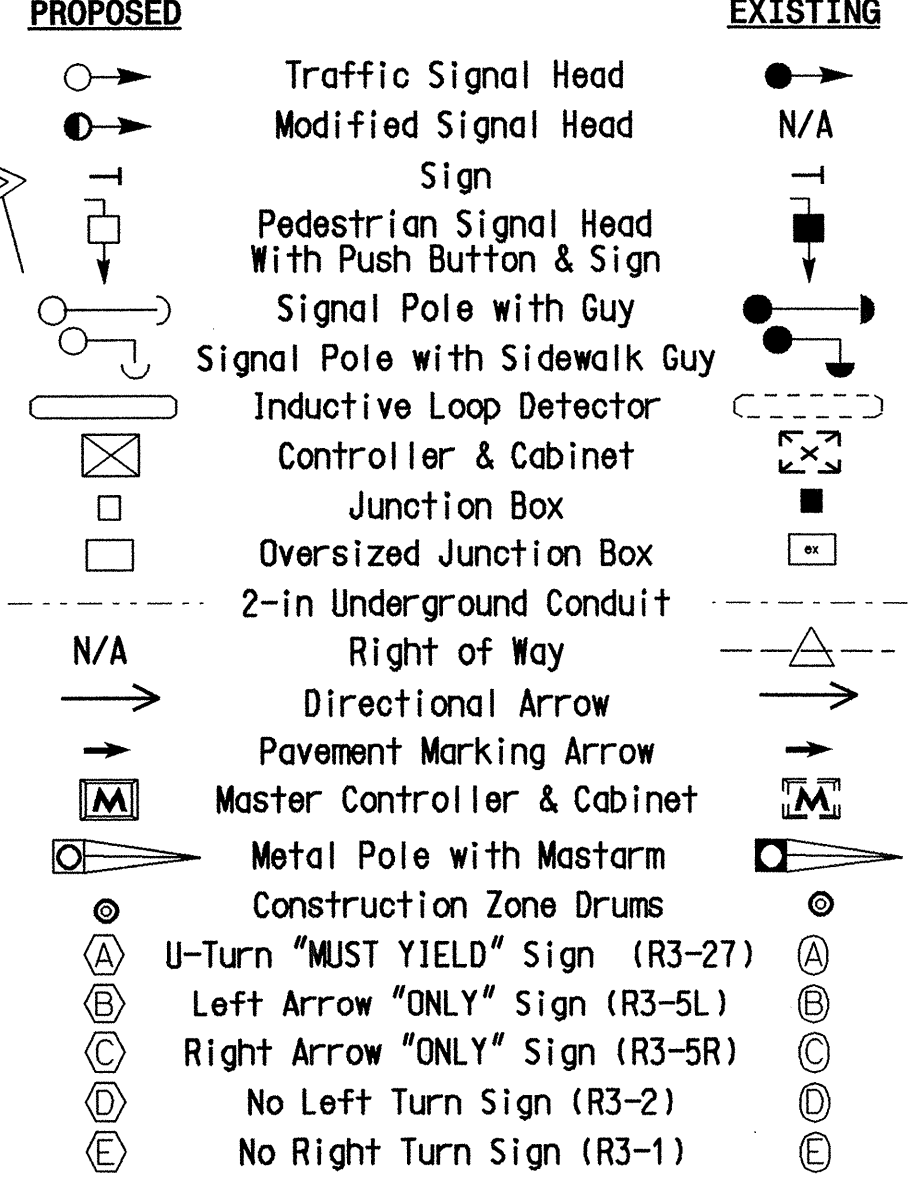 PROPOSED EXISTING
Traffic Signal Head
Modified Signal Head N/A
Sign
Pedestrian Signal Head
With Push Button & Sign
Signal Pole with Guy
Signal Pole with Sidewalk Guy
Inductive Loop Detector
Controller & Cabinet
Junction Box
Oversized Junction Box ex
2-in Underground Conduit
N/A Right of Way
Directional Arrow
Pavement Marking Arrow
M Master Controller & Cabinet M
Metal Pole with Mastarm
Construction Zone Drums
A U-Turn "MUST YIELD" Sign (R3-27) A
B Left Arrow "ONLY" Sign (R3-5L) B
C Right Arrow "ONLY" Sign (R3-5R) C
D No Left Turn Sign (R3-2) D
E No Right Turn Sign (R3-1) E